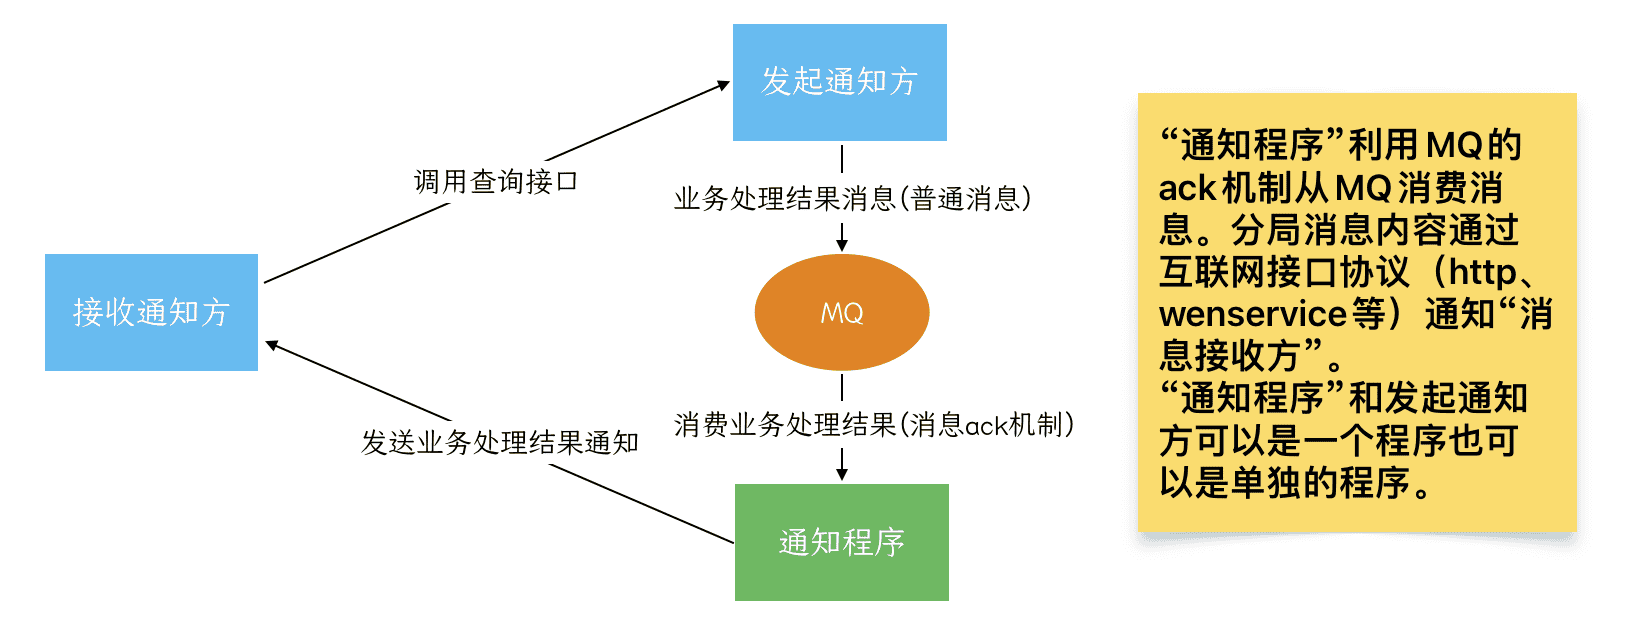 发起通知方
调用查询接口
业务处理结果消息(普通消息)
接收通知方
MQ
消费业务处理结果(消息ack机制)
发送业务处理结果通知
通知程序
“通知程序”利用MQ的
ack机制从MQ消费消
息。分局消息内容通过
互联网接口协议（http、
wenservice等）通知“消
息接收方”。
“通知程序”和发起通知
方可以是一个程序也可
以是单独的程序。